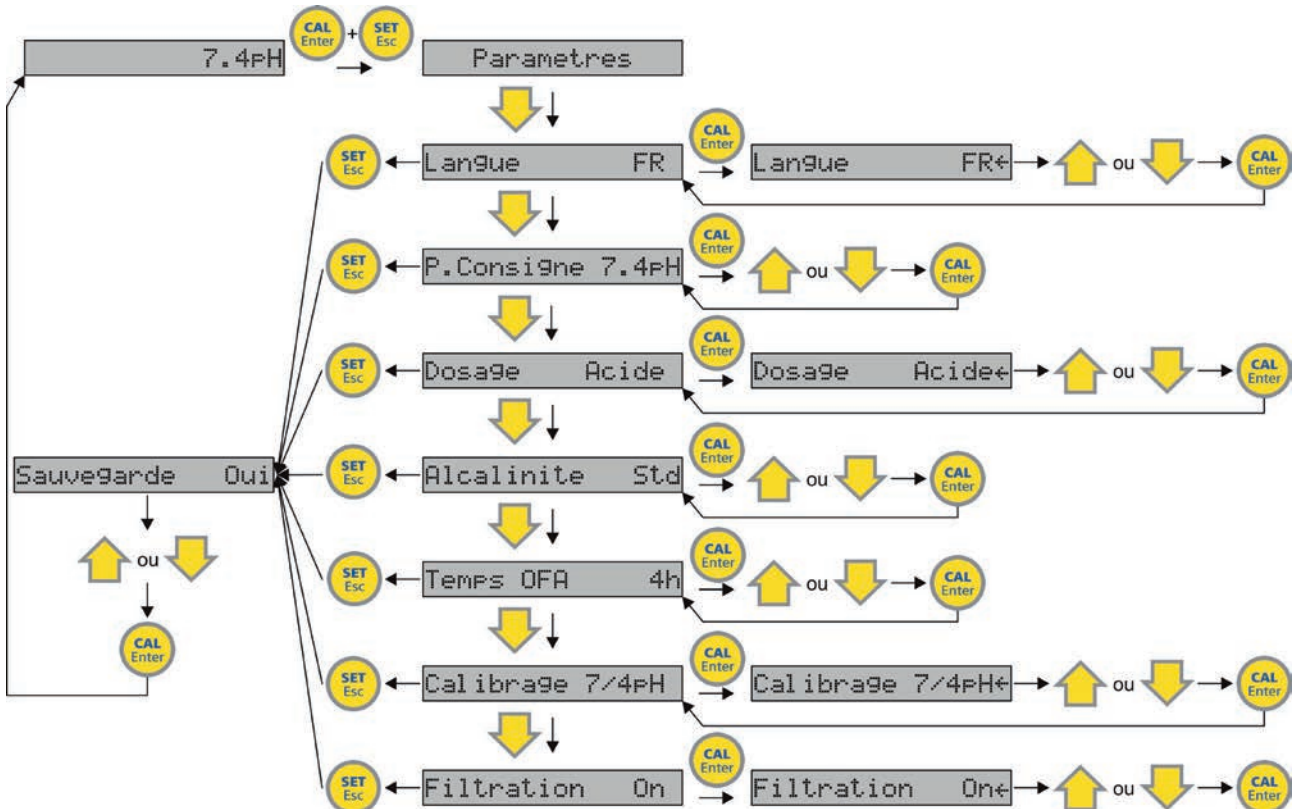 7.4pH CAL Enter + SET Esc Parametres
SET Esc Langue FR CAL Enter Langue FR← ou CAL Enter
SET Esc P.Consigne 7.4pH CAL Enter ou CAL Enter
SET Esc Dosage Acide CAL Enter Dosage Acide← ou CAL Enter
Sauvegarde Oui SET Esc Alcalinite Std CAL Enter ou CAL Enter
ou
SET Esc Temps OFA 4h CAL Enter ou CAL Enter
CAL Enter
SET Esc Calibrage 7/4pH CAL Enter Calibrage 7/4pH← ou CAL Enter
SET Esc Filtration On CAL Enter Filtration On← ou CAL Enter